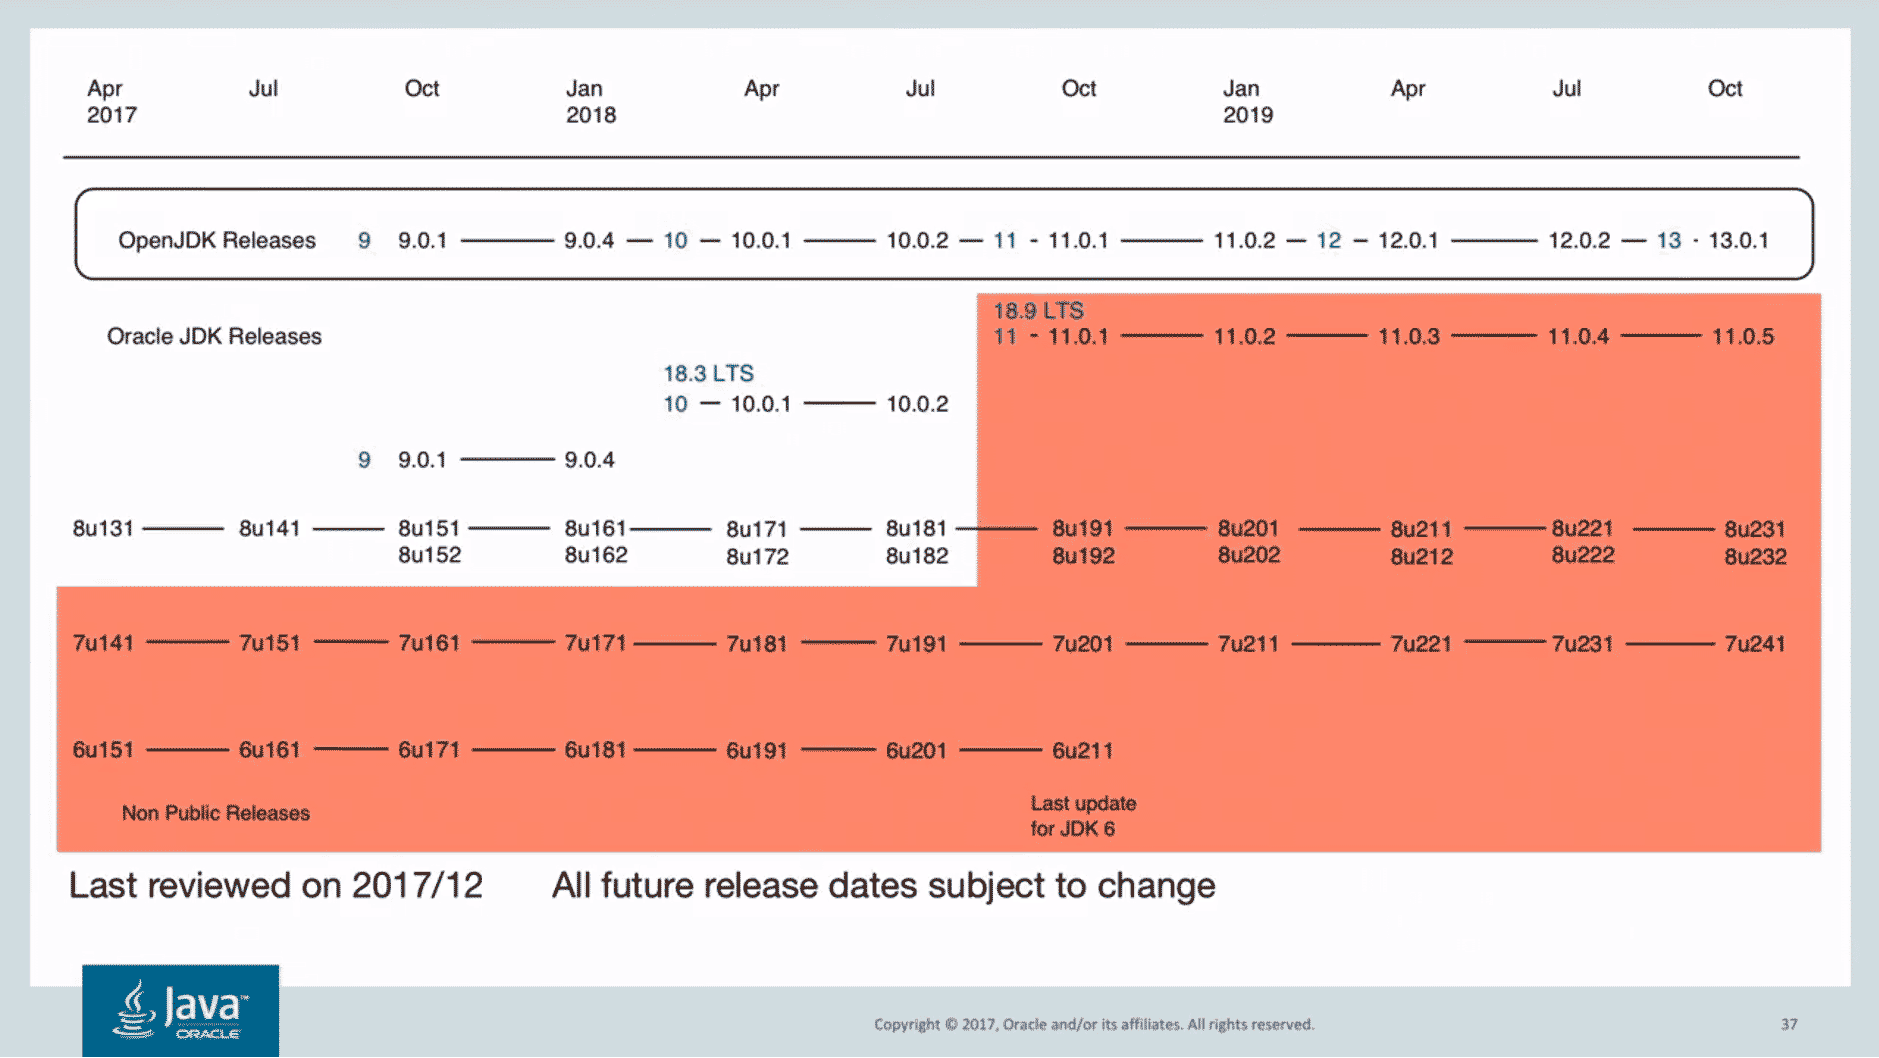 Apr Jul Oct Jan Apr Jul Oct Jan Apr Jul Oct
2017 2018 2019
OpenJDK Releases 9 9.0.1 9.0.4 10 10.0.1 10.0.2 11 - 11.0.1 11.0.2 12 12.0.1 12.0.2 13 · 13.0.1
18.9 LTS
Oracle JDK Releases 11 - 11.0.1 11.0.2 11.0.3 11.0.4 11.0.5
18.3 LTS
10 10.0.1 10.0.2
9 9.0.1 9.0.4
8u131 8u141 8u151 8u161 8u171 8u181 8u191 8u201 8u211 8u221 8u231
8u152 8u162 8u172 8u182 8u192 8u202 8u212 8u222 8u232
7u141 7u151 7u161 7u171 7u181 7u191 7u201 7u211 7u221 7u231 7u241
6u151 6u161 6u171 6u181 6u191 6u201 6u211
Non Public Releases
Last update
for JDK 6
Last reviewed on 2017/12 All future release dates subject to change
Java™
ORACLE
Copyright © 2017, Oracle and/or its affiliates. All rights reserved. 37